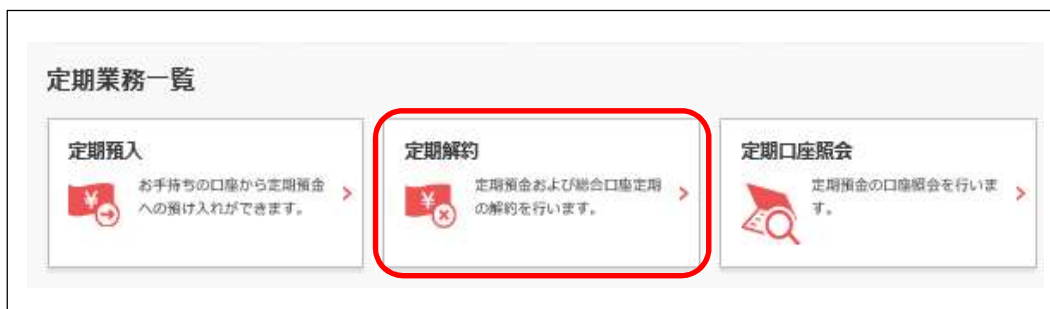 定期業務一覧
定期預入
お手持ちの口座から定期預金
への預け入れができます。
定期解約
定期預金および総合口座定期
の解約を行います。
定期口座照会
定期預金の口座照会を行いま
す。